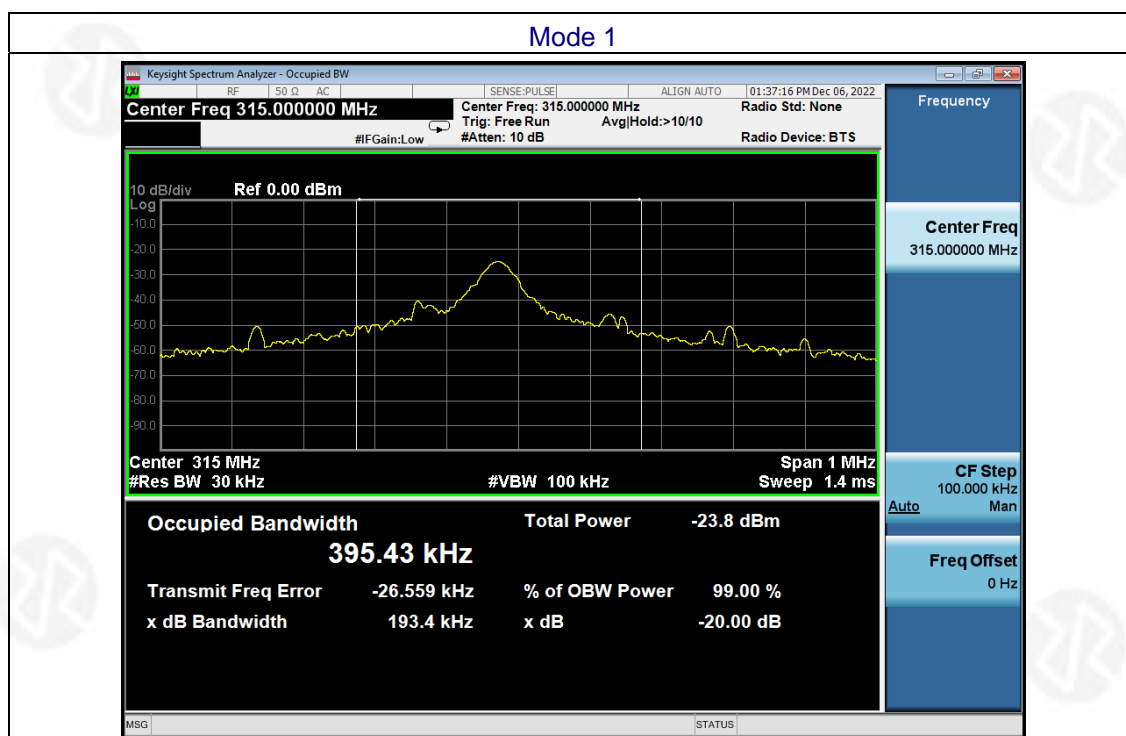 Mode 1
Keysight Spectrum Analyzer - Occupied BW
LXI RF 50 Ω AC SENSE:PULSE ALIGN AUTO 01:37:16 PM Dec 06, 2022
Center Freq 315.000000 MHz
Center Freq: 315.000000 MHz Radio Std: None
Trig: Free Run Avg|Hold:>10/10
#IFGain:Low #Atten: 10 dB Radio Device: BTS
Frequency
10 dB/div Ref 0.00 dBm
Log
-10.0
-20.0
-30.0
-40.0
-50.0
-60.0
-70.0
-80.0
-90.0
Center 315 MHz Span 1 MHz
#Res BW 30 kHz #VBW 100 kHz Sweep 1.4 ms
Center Freq
315.000000 MHz
CF Step
100.000 kHz
Auto Man
Freq Offset
0 Hz
Occupied Bandwidth Total Power -23.8 dBm
395.43 kHz
Transmit Freq Error -26.559 kHz % of OBW Power 99.00 %
x dB Bandwidth 193.4 kHz x dB -20.00 dB
MSG STATUS